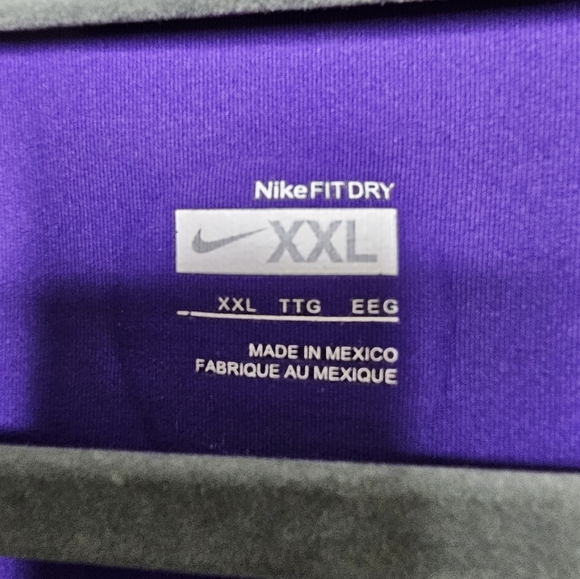 NikeFITDRY
XXL
XXL TTG EEG
MADE IN MEXICO
FABRIQUE AU MEXIQUE